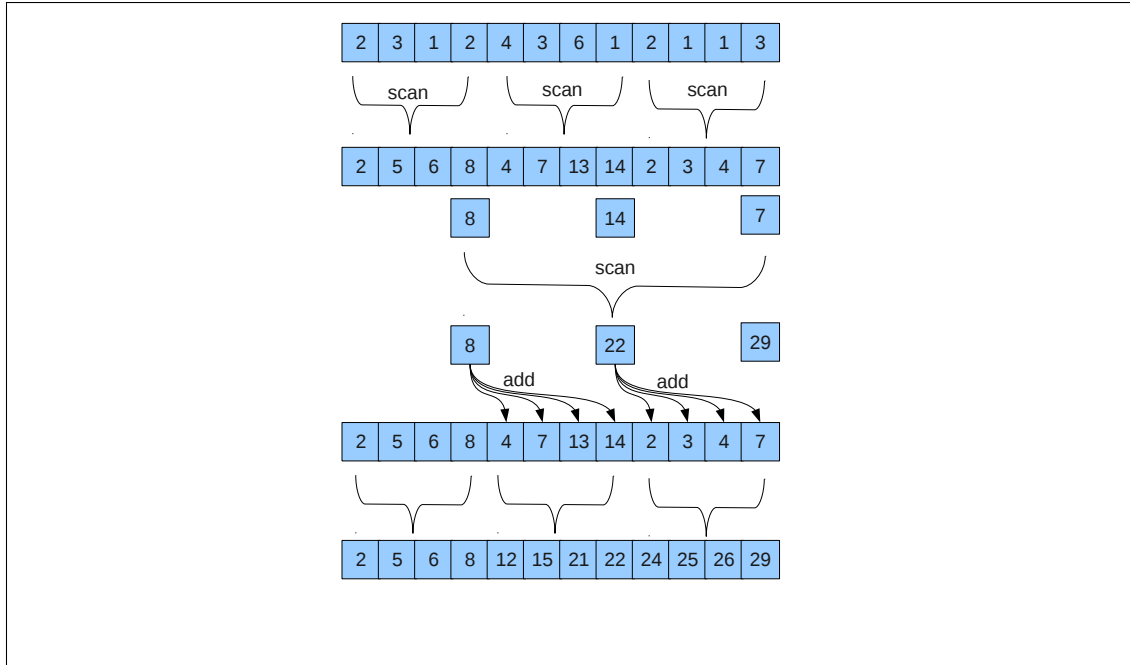 2 3 1 2 4 3 6 1 2 1 1 3
scan scan scan
2 5 6 8 4 7 13 14 2 3 4 7
8 14 7
scan
8 22 29
add add
2 5 6 8 4 7 13 14 2 3 4 7
2 5 6 8 12 15 21 22 24 25 26 29